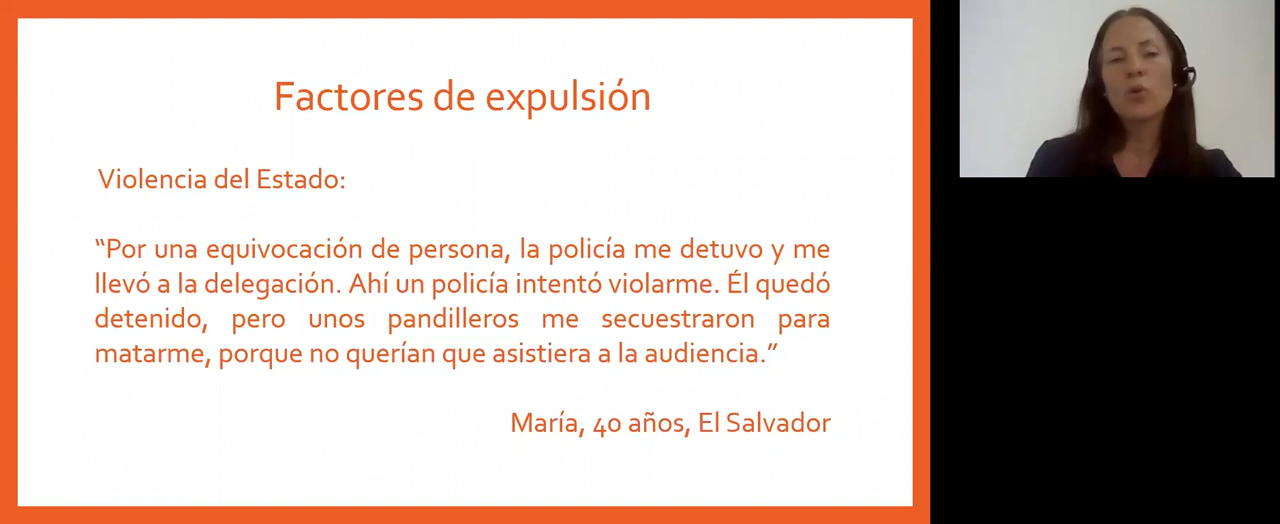 Factores de expulsión
Violencia del Estado:
“Por una equivocación de persona, la policía me detuvo y me
llevó a la delegación. Ahí un policía intentó violarme. Él quedó
detenido, pero unos pandilleros me secuestraron para
matarme, porque no querían que asistiera a la audiencia.”
María, 40 años, El Salvador